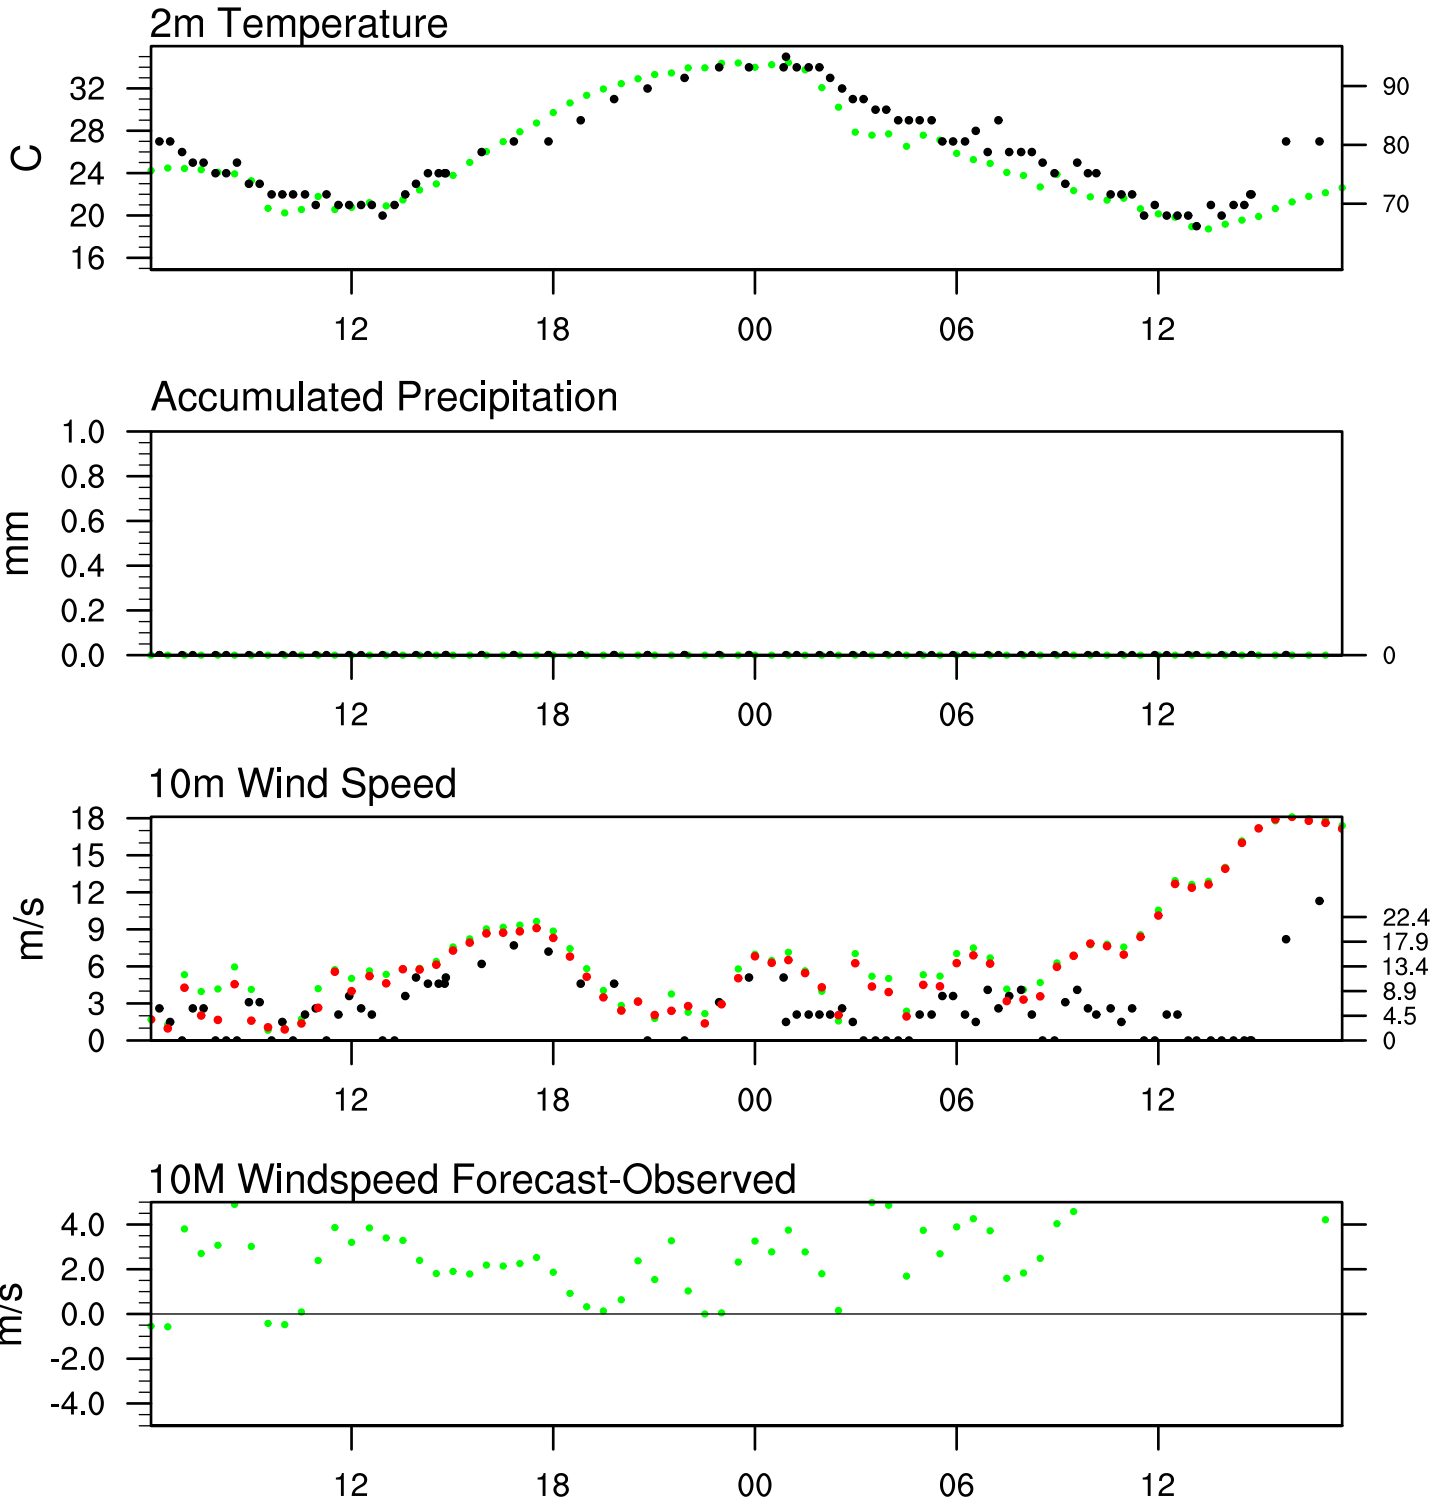 2m Temperature
32
28
24
20
16
C
90
80
70
12 18 00 06 12
Accumulated Precipitation
1.0
0.8
0.6
0.4
0.2
0.0
mm
0
12 18 00 06 12
10m Wind Speed
18
15
12
9
6
3
0
m/s
22.4
17.9
13.4
8.9
4.5
0
12 18 00 06 12
10M Windspeed Forecast-Observed
4.0
2.0
0.0
-2.0
-4.0
m/s
12 18 00 06 12